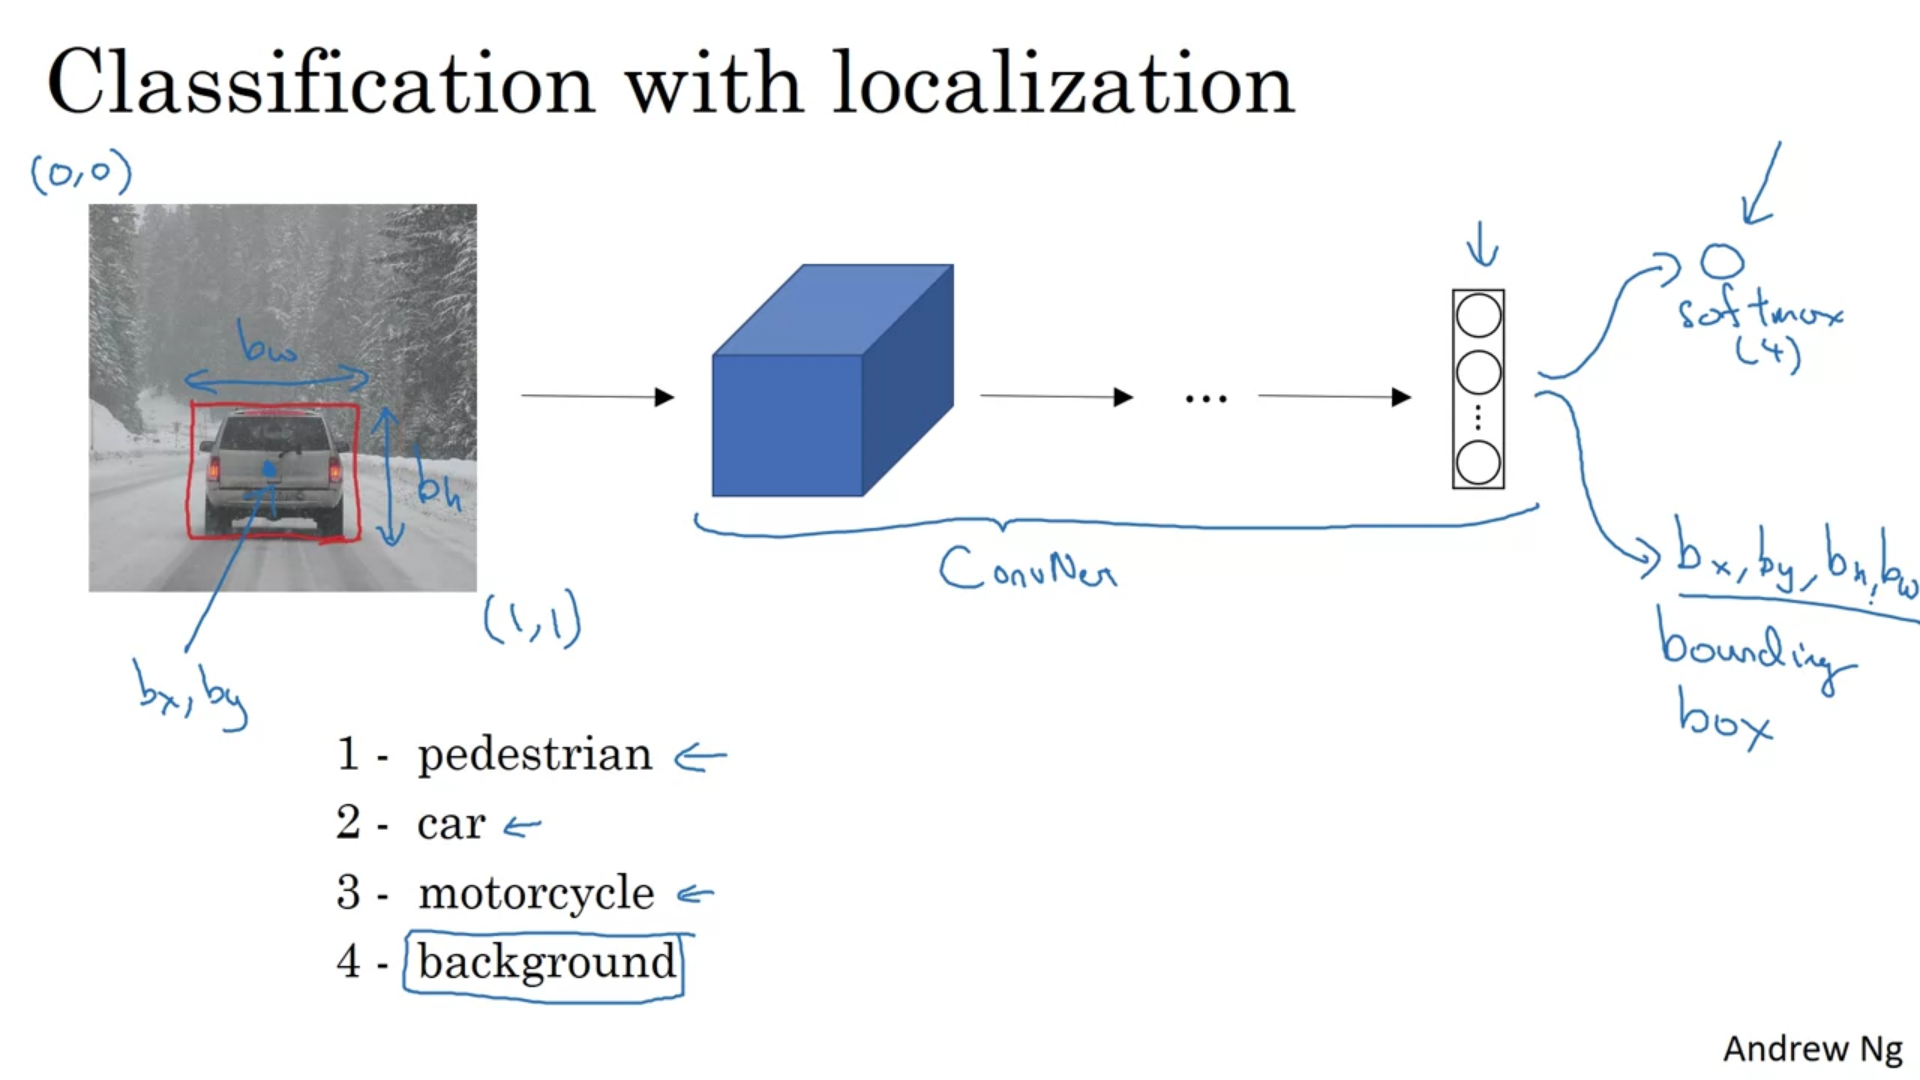 Classification with localization
(0,0)
bw
bh
(1,1)
bx, by
ConvNet
softmax
(4)
bx, by, bh, bw
bounding
box
1 - pedestrian
2 - car
3 - motorcycle
4 - background
Andrew Ng